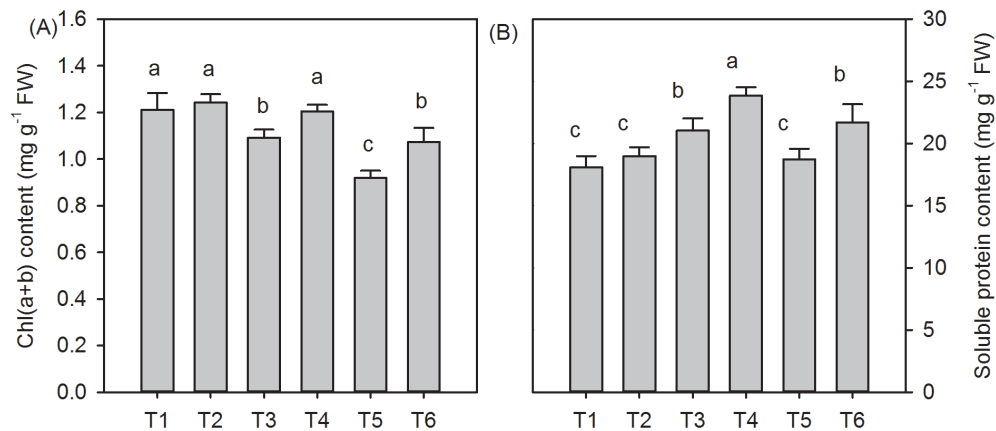 (A)
Chl(a+b) content (mg g⁻¹ FW)
1.6
1.4
1.2
1.0
0.8
0.6
0.4
0.2
0.0
a
a
b
a
c
b
T1 T2 T3 T4 T5 T6
(B)
30
25
20
15
10
5
0
c
c
b
a
c
b
T1 T2 T3 T4 T5 T6
Soluble protein content (mg g⁻¹ FW)